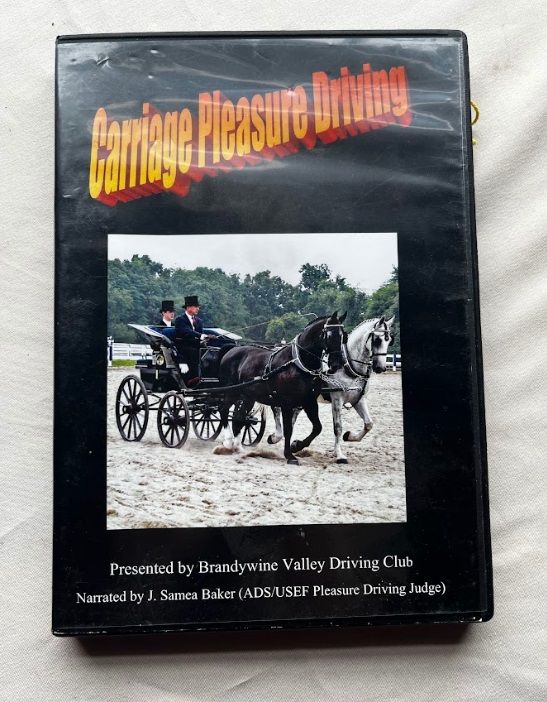 Carriage Pleasure Driving
Presented by Brandywine Valley Driving Club
Narrated by J. Samea Baker (ADS/USEF Pleasure Driving Judge)